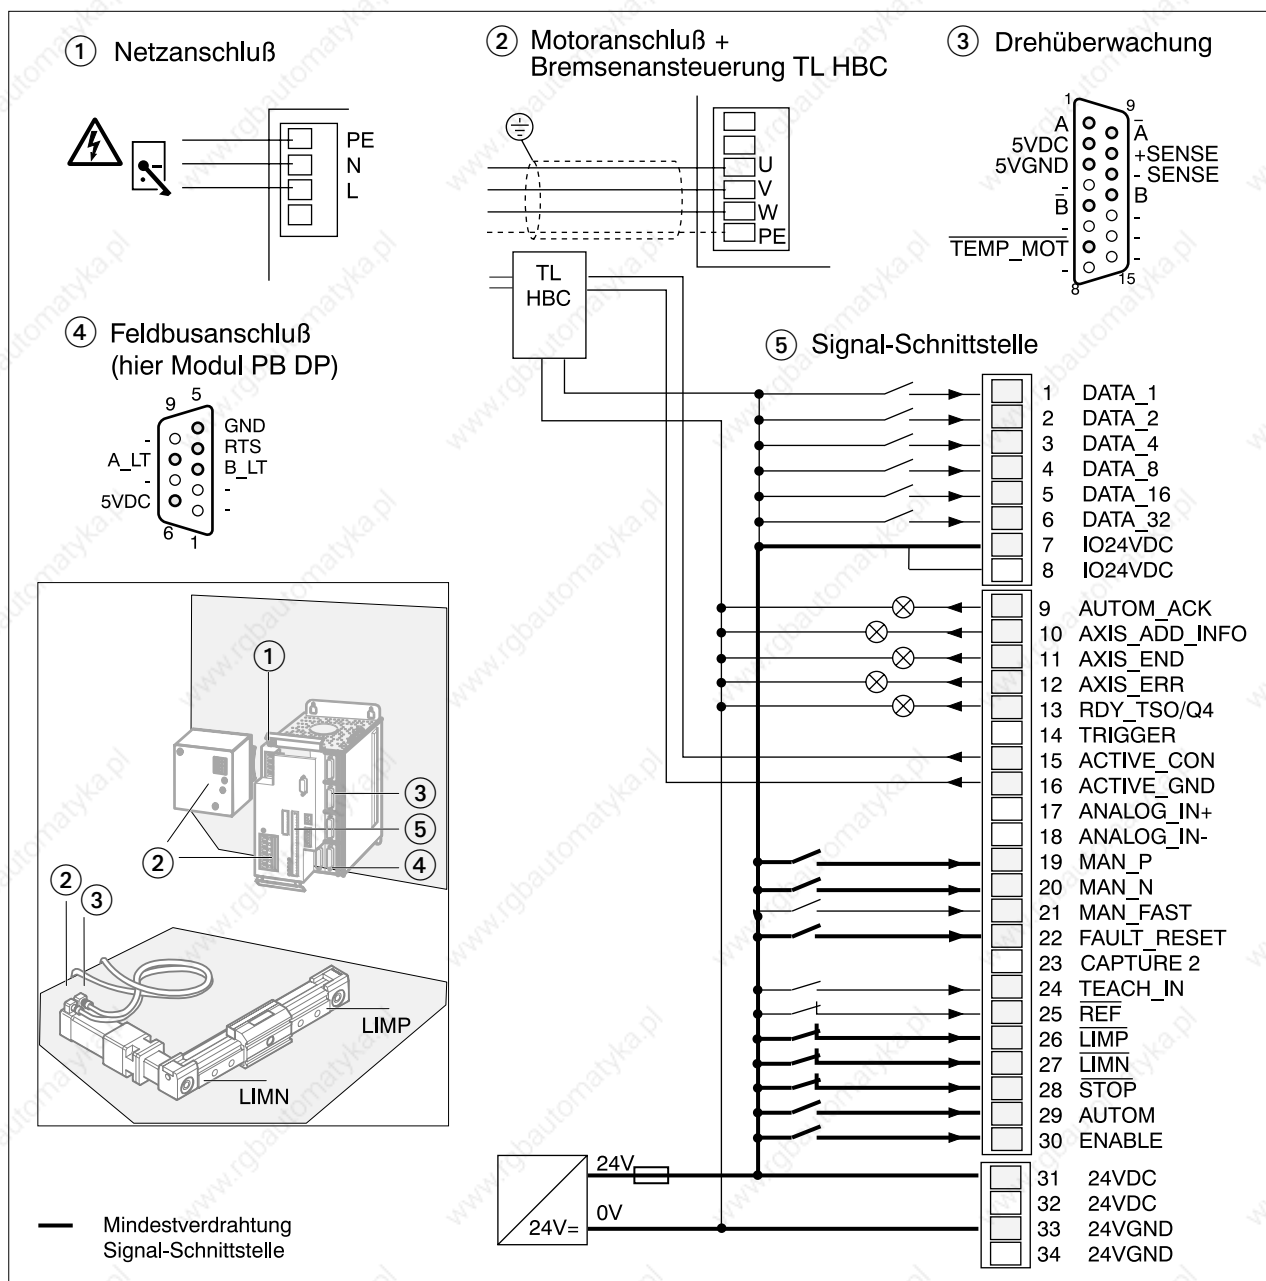 1 Netzanschluß
PE
N
L
2 Motoranschluß +
Bremsenansteuerung TL HBC
U
V
W
PE
TL
HBC
3 Drehüberwachung
1
9
A
A̅
5VDC
+SENSE
5VGND
- SENSE
-
B
B̅
-
-
T̅E̅M̅P̅_̅M̅O̅T̅
-
-
8
15
4 Feldbusanschluß
(hier Modul PB DP)
9 5
GND
-
RTS
A_LT
B_LT
-
-
5VDC
-
6
1
5 Signal-Schnittstelle
1 DATA_1
2 DATA_2
3 DATA_4
4 DATA_8
5 DATA_16
6 DATA_32
7 IO24VDC
8 IO24VDC
9 AUTOM_ACK
10 AXIS_ADD_INFO
11 AXIS_END
12 AXIS_ERR
13 RDY_TSO/Q4
14 TRIGGER
15 ACTIVE_CON
16 ACTIVE_GND
17 ANALOG_IN+
18 ANALOG_IN-
19 MAN_P
20 MAN_N
21 MAN_FAST
22 FAULT_RESET
23 CAPTURE 2
24 TEACH_IN
25 R̅E̅F̅
26 L̅I̅M̅P̅
27 L̅I̅M̅N̅
28 S̅T̅O̅P̅
29 AUTOM
30 ENABLE
31 24VDC
32 24VDC
33 24VGND
34 24VGND
24V
0V
24V=
1
3
5
4
2
2
3
LIMP
LIMN
Mindestverdrahtung
Signal-Schnittstelle
www.rgbautomatyka.pl